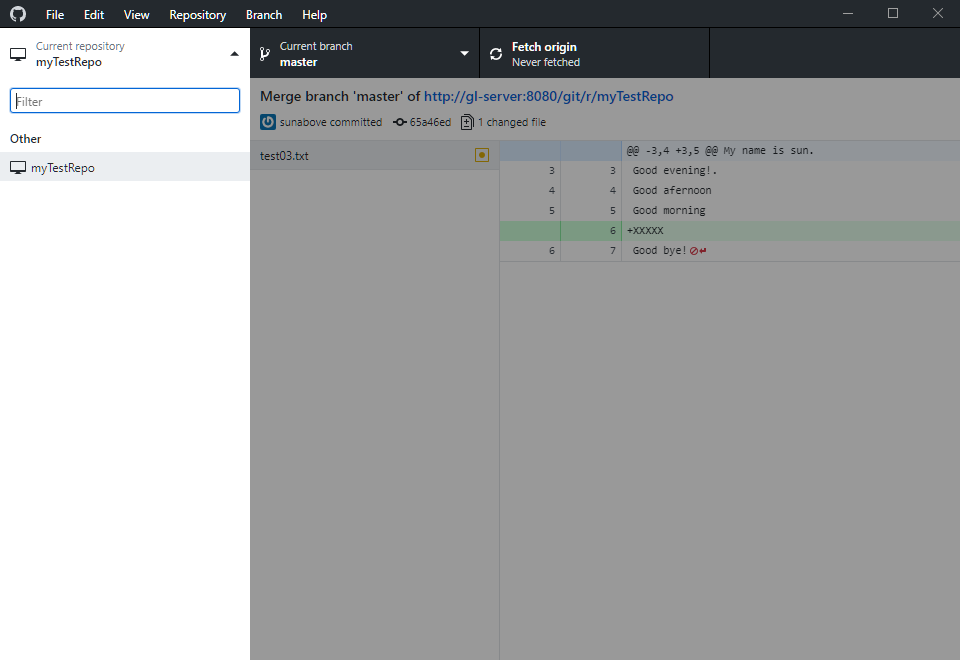 File Edit View Repository Branch Help
Current repository
myTestRepo
Current branch
master
Fetch origin
Never fetched
Filter
Other
myTestRepo
Merge branch 'master' of http://gl-server:8080/git/r/myTestRepo
sunabove committed 65a46ed 1 changed file
test03.txt
@@ -3,4 +3,5 @@ My name is sun.
3 3 Good evening!.
4 4 Good afernoon
5 5 Good morning
6 +XXXXX
6 7 Good bye!